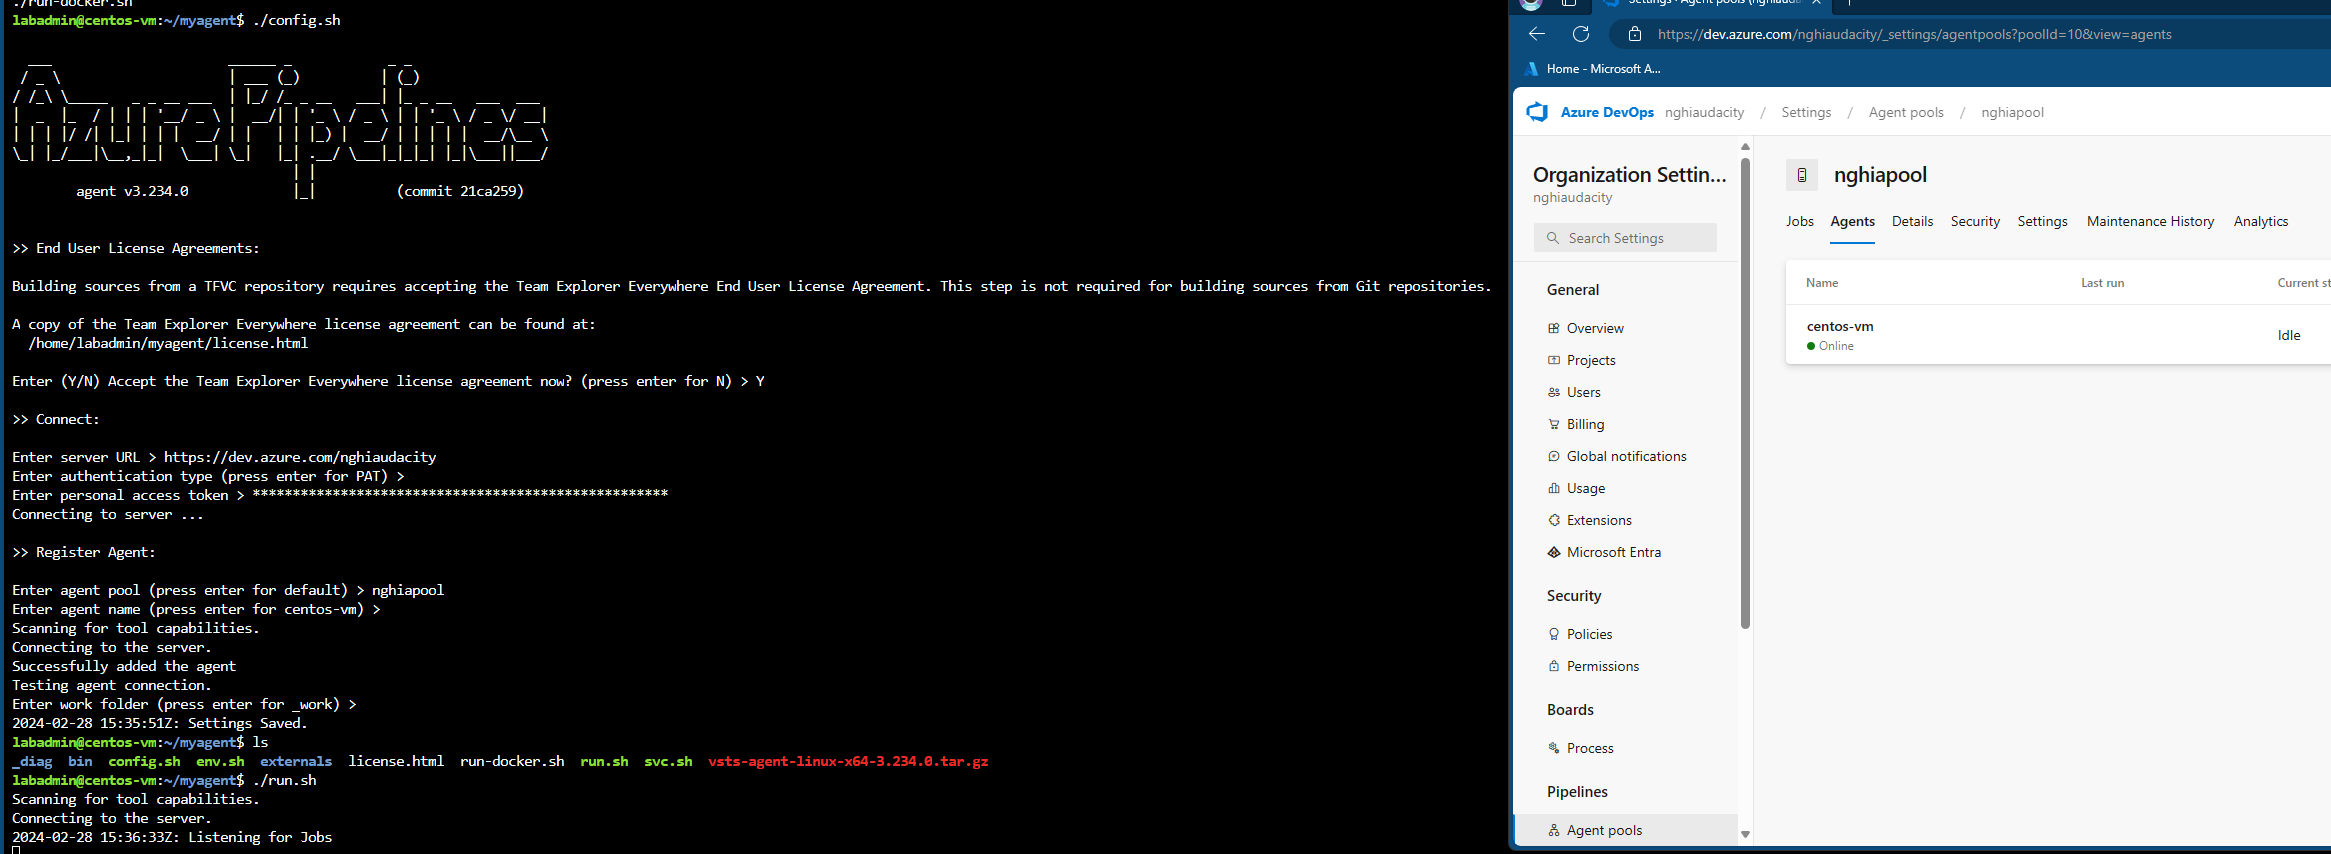 ./run-docker.sh
labadmin@centos-vm:~/myagent$ ./config.sh
AzurePipelines
agent v3.234.0 (commit 21ca259)
>> End User License Agreements:
Building sources from a TFVC repository requires accepting the Team Explorer Everywhere End User License Agreement. This step is not required for building sources from Git repositories.
A copy of the Team Explorer Everywhere license agreement can be found at:
/home/labadmin/myagent/license.html
Enter (Y/N) Accept the Team Explorer Everywhere license agreement now? (press enter for N) > Y
>> Connect:
Enter server URL > https://dev.azure.com/nghiaudacity
Enter authentication type (press enter for PAT) >
Enter personal access token > ****************************************************
Connecting to server ...
>> Register Agent:
Enter agent pool (press enter for default) > nghiapool
Enter agent name (press enter for centos-vm) >
Scanning for tool capabilities.
Connecting to the server.
Successfully added the agent
Testing agent connection.
Enter work folder (press enter for _work) >
2024-02-28 15:35:51Z: Settings Saved.
labadmin@centos-vm:~/myagent$ ls
_diag bin config.sh env.sh externals license.html run-docker.sh run.sh svc.sh vsts-agent-linux-x64-3.234.0.tar.gz
labadmin@centos-vm:~/myagent$ ./run.sh
Scanning for tool capabilities.
Connecting to the server.
2024-02-28 15:36:33Z: Listening for Jobs
Settings · Agent pools (nghiauda
https://dev.azure.com/nghiaudacity/_settings/agentpools?poolId=10&view=agents
Home - Microsoft A...
Azure DevOps nghiaudacity / Settings / Agent pools / nghiapool
Organization Settin...
nghiaudacity
Search Settings
General
Overview
Projects
Users
Billing
Global notifications
Usage
Extensions
Microsoft Entra
Security
Policies
Permissions
Boards
Process
Pipelines
Agent pools
nghiapool
Jobs Agents Details Security Settings Maintenance History Analytics
Name Last run Current st
centos-vm
Online
Idle